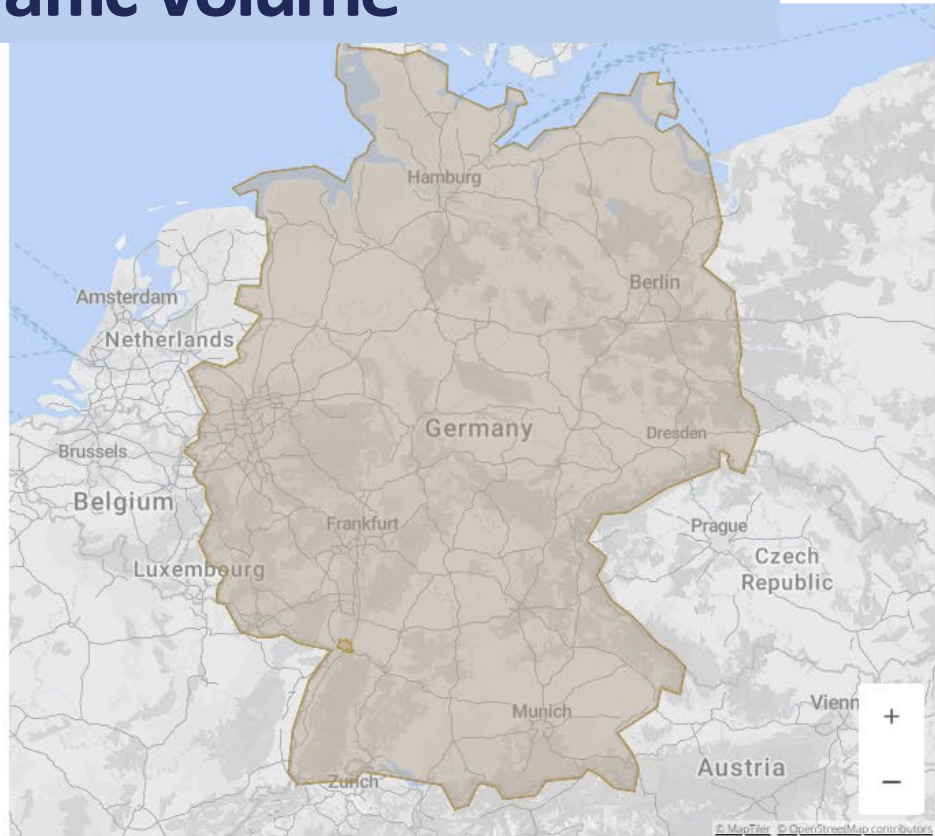 Volume
Hamburg
Amsterdam
Berlin
Netherlands
Germany
Dresden
Brussels
Belgium
Frankfurt
Prague
Luxembourg
Czech
Republic
Vienn
Munich
+
Austria
Zurich
−
© MapTiler © OpenStreetMap contributors